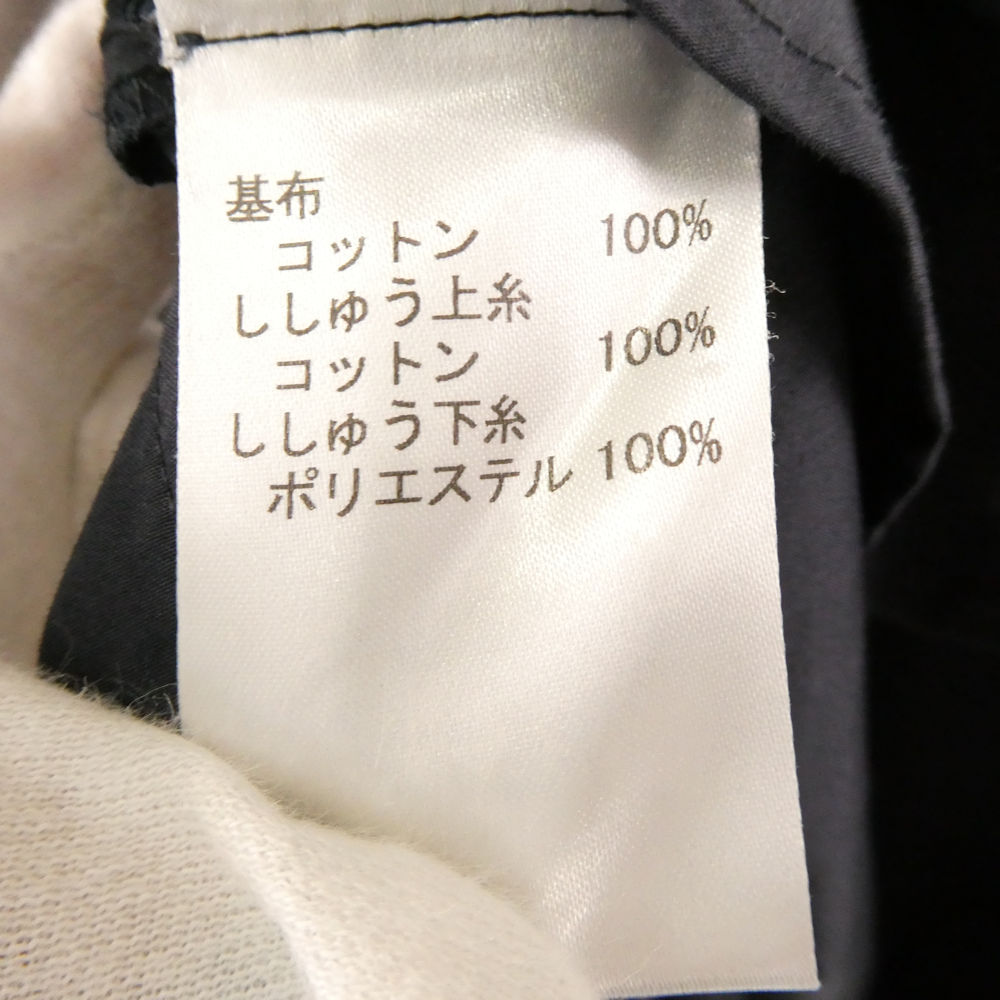 基布
コットン 100%
ししゅう上糸
コットン 100%
ししゅう下糸
ポリエステル 100%